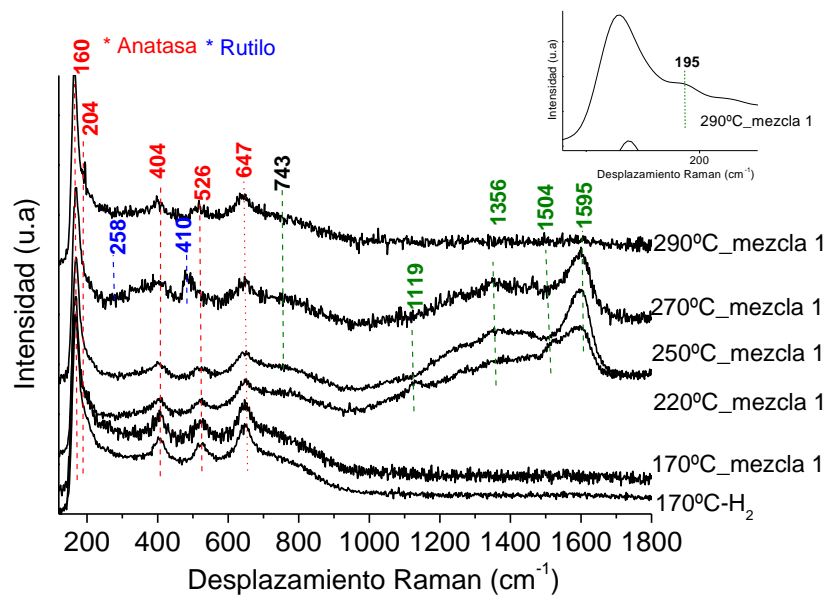 * Anatasa * Rutilo
160
204
258
404
410
526
647
743
1119
1356
1504
1595
Intensidad (u.a)
195
290ºC_mezcla 1
200
Desplazamiento Raman (cm-1)
290ºC_mezcla 1
270ºC_mezcla 1
250ºC_mezcla 1
220ºC_mezcla 1
170ºC_mezcla 1
170ºC-H2
Intensidad (u.a)
200 400 600 800 1000 1200 1400 1600 1800
Desplazamiento Raman (cm-1)